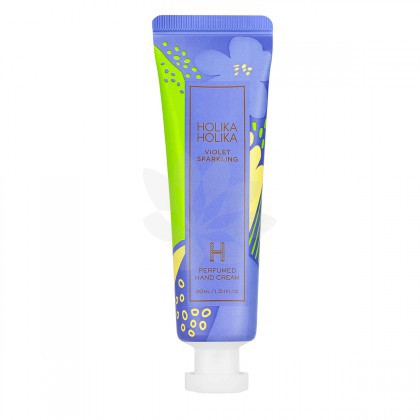 HOLIKA
HOLIKA
VIOLET
SPARKLING
H
PERFUMED
HAND CREAM